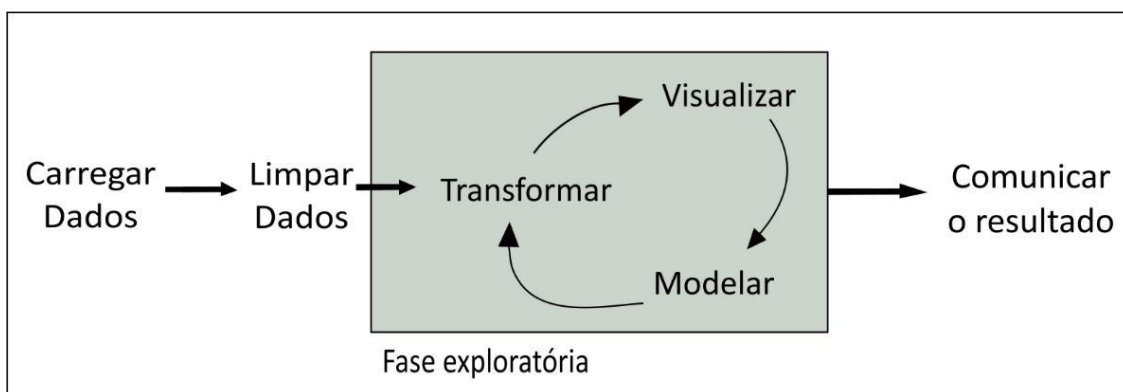 Carregar
Dados
Limpar
Dados
Transformar
Visualizar
Modelar
Fase exploratória
Comunicar
o resultado